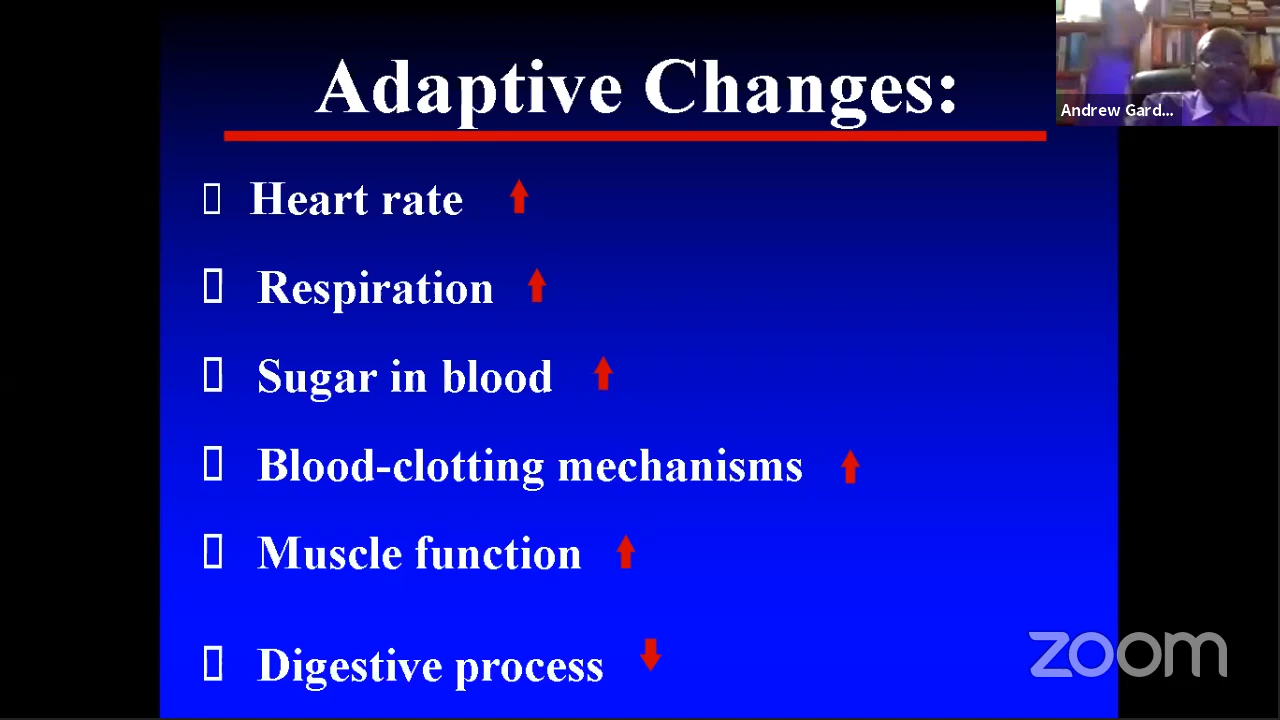 Adaptive Changes:
Andrew Gard...
Heart rate
Respiration
Sugar in blood
Blood-clotting mechanisms
Muscle function
Digestive process
zoom